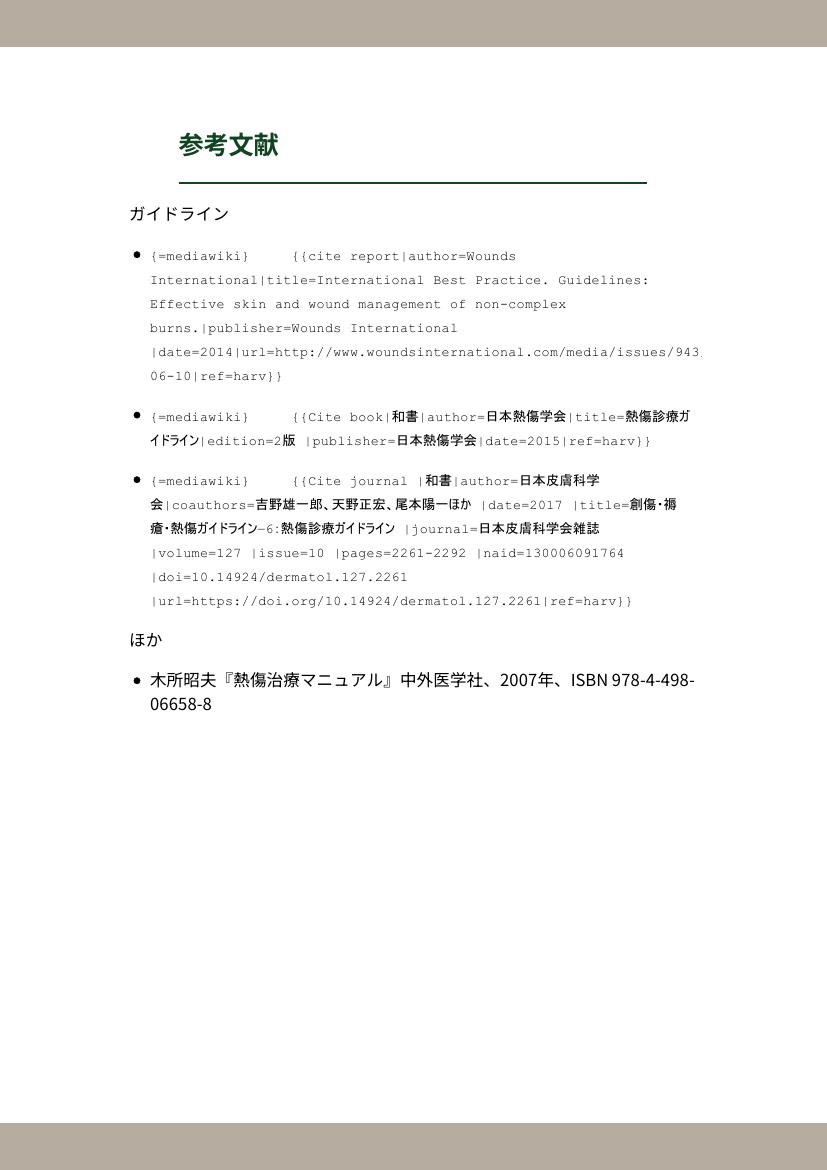 参考文献
ガイドライン
• {=mediawiki} {{cite report|author=Wounds
International|title=International Best Practice. Guidelines:
Effective skin and wound management of non-complex
burns.|publisher=Wounds International
|date=2014|url=http://www.woundsinternational.com/media/issues/943
06-10|ref=harv}}
• {=mediawiki} {{Cite book|和書|author=日本熱傷学会|title=熱傷診療ガ
イドライン|edition=2版 |publisher=日本熱傷学会|date=2015|ref=harv}}
• {=mediawiki} {{Cite journal |和書|author=日本皮膚科学
会|coauthors=吉野雄一郎、天野正宏、尾本陽一ほか |date=2017 |title=創傷・褥
瘡・熱傷ガイドライン―6:熱傷診療ガイドライン |journal=日本皮膚科学会雑誌
|volume=127 |issue=10 |pages=2261-2292 |naid=130006091764
|doi=10.14924/dermatol.127.2261
|url=https://doi.org/10.14924/dermatol.127.2261|ref=harv}}
ほか
• 木所昭夫『熱傷治療マニュアル』中外医学社、2007年、ISBN 978-4-498-
06658-8